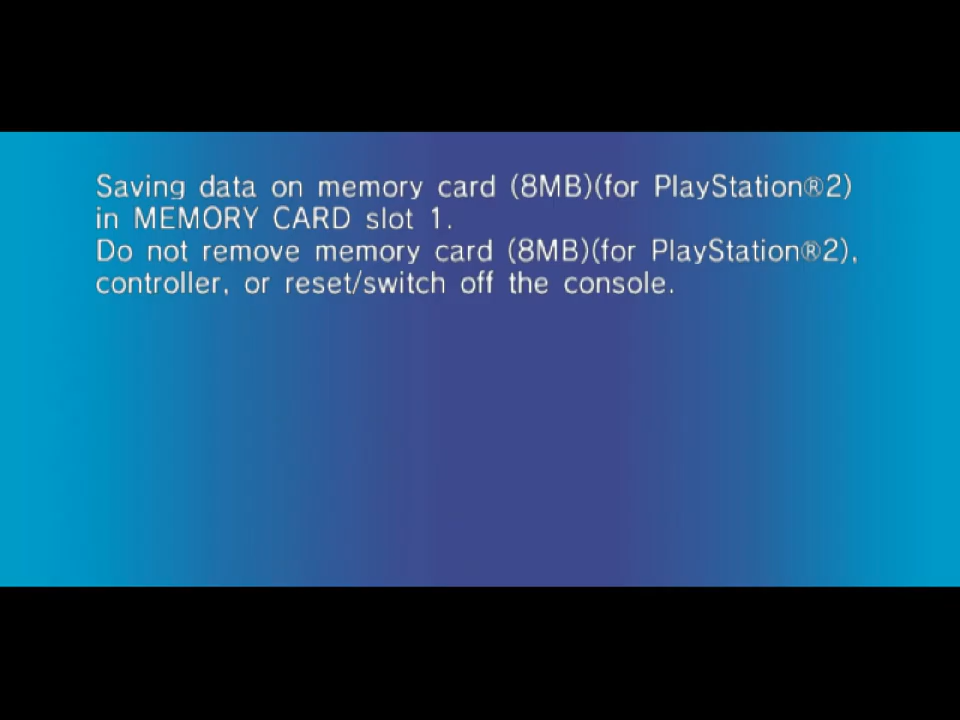 Saving data on memory card (8MB)(for PlayStation®2)
in MEMORY CARD slot 1.
Do not remove memory card (8MB)(for PlayStation®2),
controller, or reset/switch off the console.